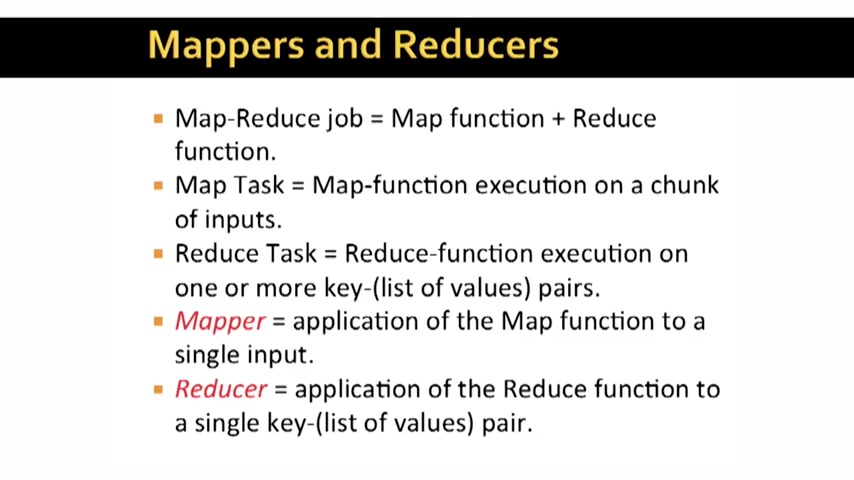 Mappers and Reducers
Map-Reduce job = Map function + Reduce
function.
Map Task = Map-function execution on a chunk
of inputs.
Reduce Task = Reduce-function execution on
one or more key-(list of values) pairs.
Mapper = application of the Map function to a
single input.
Reducer = application of the Reduce function to
a single key-(list of values) pair.